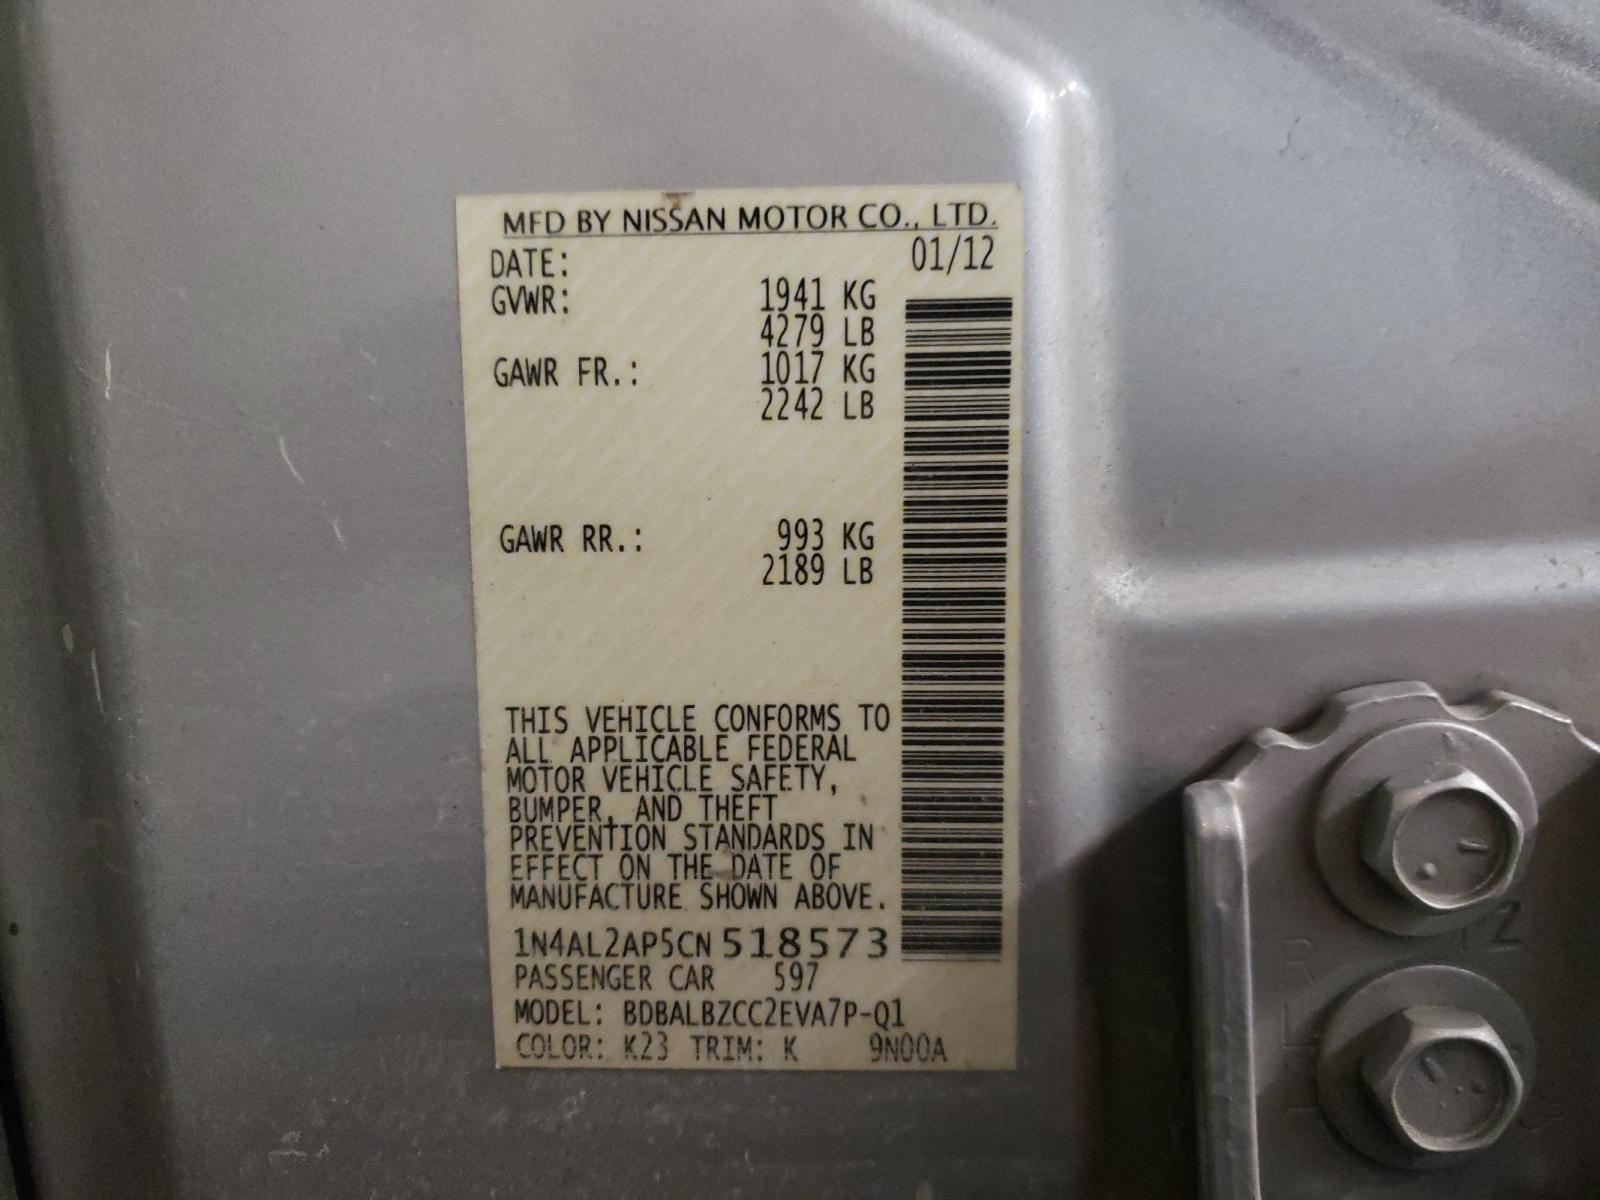 MFD BY NISSAN MOTOR CO., LTD.
DATE: 01/12
GVWR: 1941 KG
4279 LB
GAWR FR.: 1017 KG
2242 LB
GAWR RR.: 993 KG
2189 LB
THIS VEHICLE CONFORMS TO
ALL APPLICABLE FEDERAL
MOTOR VEHICLE SAFETY,
BUMPER, AND THEFT
PREVENTION STANDARDS IN
EFFECT ON THE DATE OF
MANUFACTURE SHOWN ABOVE.
1N4AL2AP5CN518573
PASSENGER CAR 597
MODEL: BDBALBZCC2EVA7P-Q1
COLOR: K23 TRIM: K 9N00A